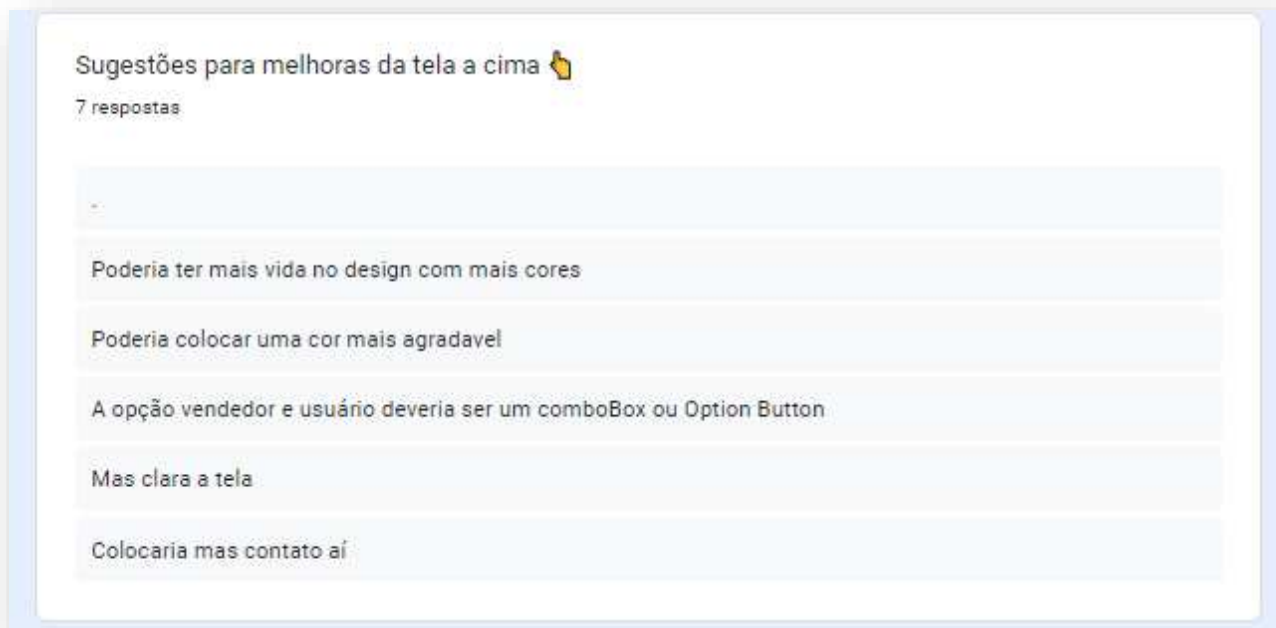 Sugestões para melhoras da tela a cima 👆
7 respostas
.
Poderia ter mais vida no design com mais cores
Poderia colocar uma cor mais agradavel
A opção vendedor e usuário deveria ser um comboBox ou Option Button
Mas clara a tela
Colocaria mas contato aí